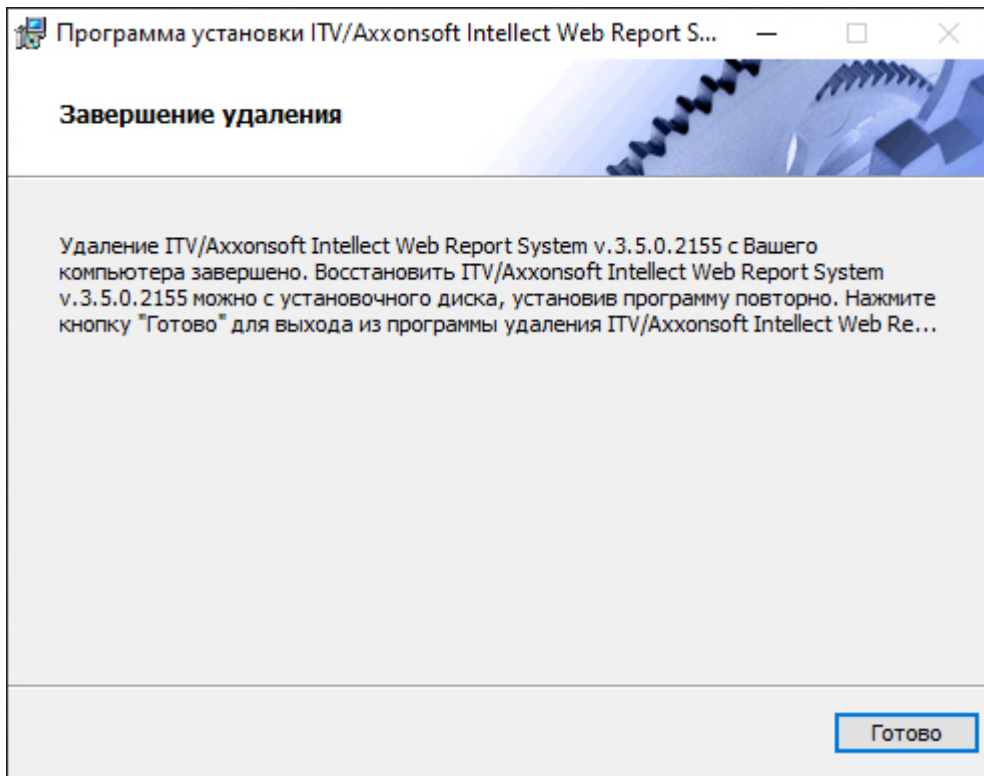 Программа установки ITV/Axxonsoft Intellect Web Report S...
Завершение удаления
Удаление ITV/Axxonsoft Intellect Web Report System v.3.5.0.2155 с Вашего
компьютера завершено. Восстановить ITV/Axxonsoft Intellect Web Report System
v.3.5.0.2155 можно с установочного диска, установив программу повторно. Нажмите
кнопку "Готово" для выхода из программы удаления ITV/Axxonsoft Intellect Web Re...
Готово